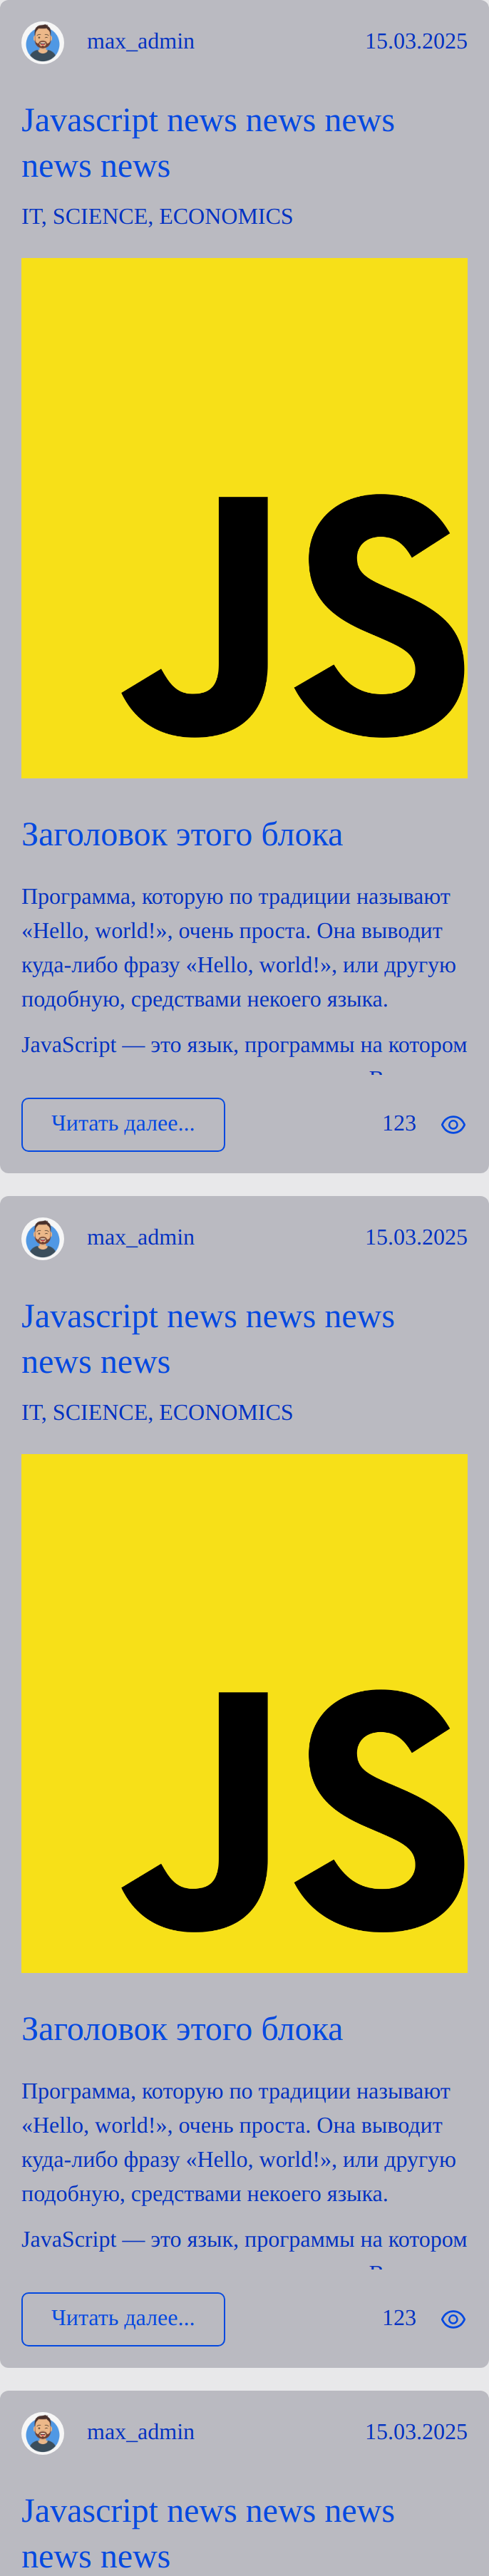 max_admin 15.03.2025
Javascript news news news
news news
IT, SCIENCE, ECONOMICS
JS
Заголовок этого блока
Программа, которую по традиции называют
«Hello, world!», очень проста. Она выводит
куда-либо фразу «Hello, world!», или другую
подобную, средствами некоего языка.
JavaScript — это язык, программы на котором
Читать далее... 123
max_admin 15.03.2025
Javascript news news news
news news
IT, SCIENCE, ECONOMICS
JS
Заголовок этого блока
Программа, которую по традиции называют
«Hello, world!», очень проста. Она выводит
куда-либо фразу «Hello, world!», или другую
подобную, средствами некоего языка.
JavaScript — это язык, программы на котором
Читать далее... 123
max_admin 15.03.2025
Javascript news news news
news news